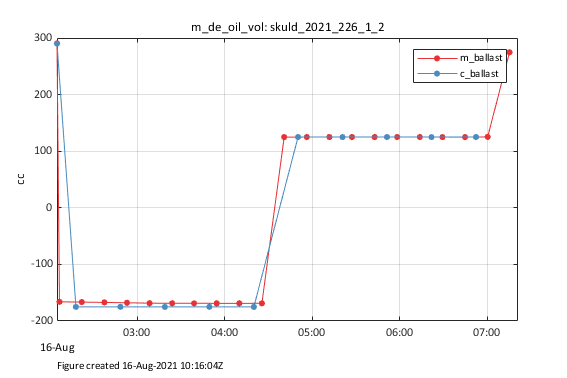 m_de_oil_vol: skuld_2021_226_1_2
300
200
100
0
-100
-200
cc
m_ballast
c_ballast
03:00
04:00
05:00
06:00
07:00
16-Aug
Figure created 16-Aug-2021 10:16:04Z